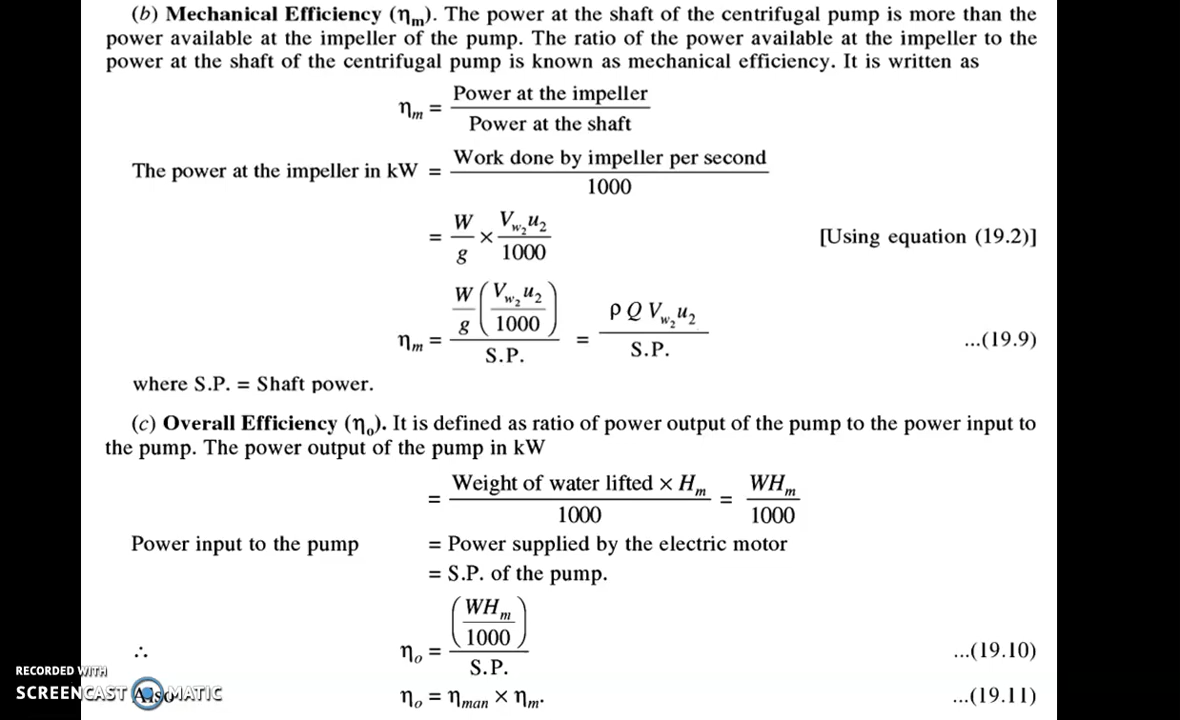 (b) Mechanical Efficiency (ηm). The power at the shaft of the centrifugal pump is more than the
power available at the impeller of the pump. The ratio of the power available at the impeller to the
power at the shaft of the centrifugal pump is known as mechanical efficiency. It is written as
ηm = Power at the impeller / Power at the shaft
The power at the impeller in kW = Work done by impeller per second / 1000
= W/g × Vw2u2/1000 [Using equation (19.2)]
ηm = W/g (Vw2u2/1000) / S.P. = ρ Q Vw2u2 / S.P. ...(19.9)
where S.P. = Shaft power.
(c) Overall Efficiency (ηo). It is defined as ratio of power output of the pump to the power input to
the pump. The power output of the pump in kW
= Weight of water lifted × Hm / 1000 = WHm / 1000
Power input to the pump = Power supplied by the electric motor
= S.P. of the pump.
∴ ηo = (WHm/1000) / S.P. ...(19.10)
Also ηo = ηman × ηm. ...(19.11)
RECORDED WITH
SCREENCAST MATIC